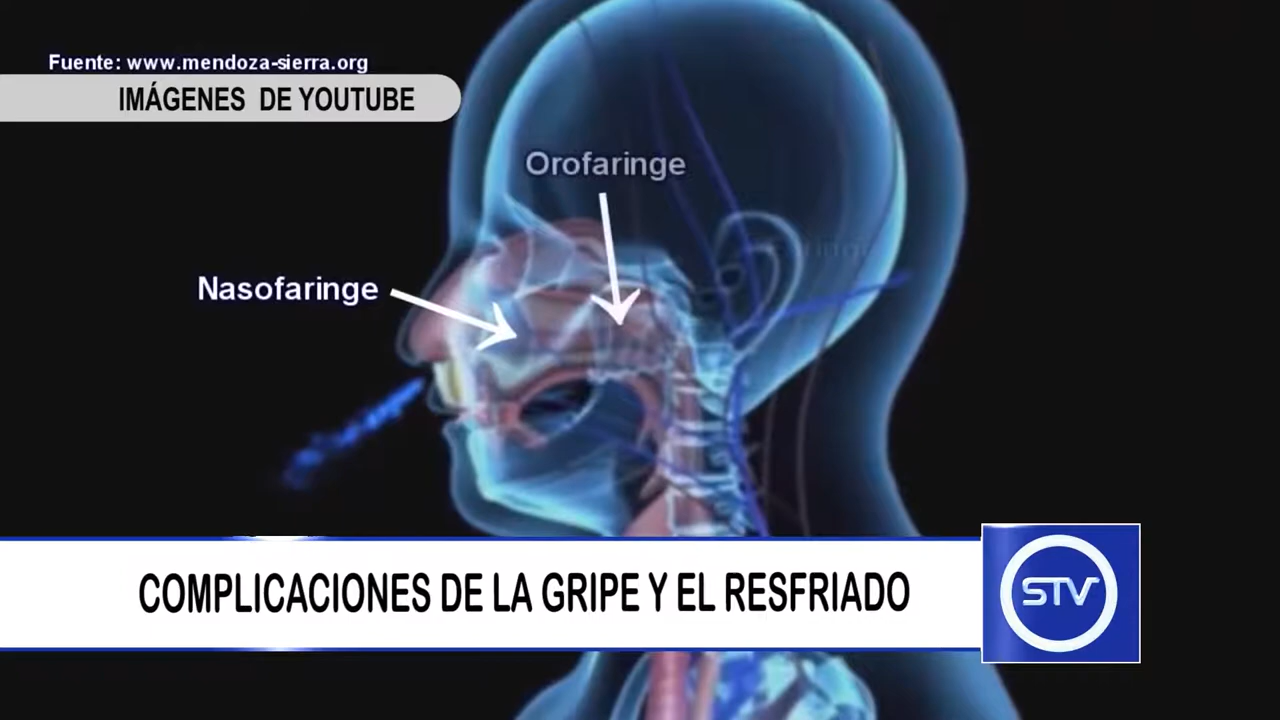 Fuente: www.mendoza-sierra.org
IMÁGENES DE YOUTUBE
Orofaringe
Nasofaringe
COMPLICACIONES DE LA GRIPE Y EL RESFRIADO
STV